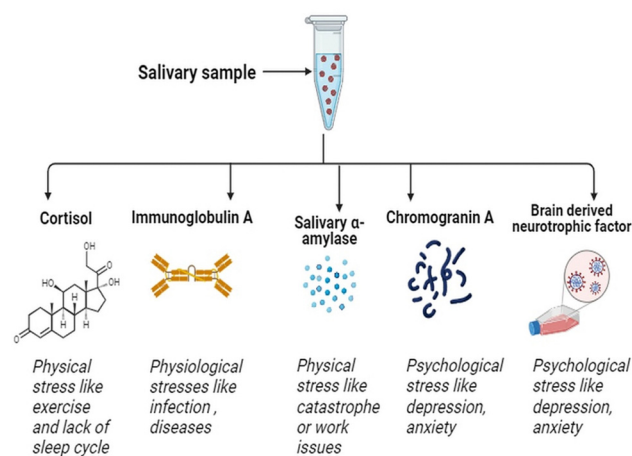 Salivary sample
Cortisol
Immunoglobulin A
Salivary α-
amylase
Chromogranin A
Brain derived
neurotrophic factor
OH
O
HO
OH
H
H
H
H
O
Physical
stress like
exercise
and lack of
sleep cycle
Physiological
stresses like
infection ,
diseases
Physical
stress like
catastrophe
or work
issues
Psychological
stress like
depression,
anxiety
Psychological
stress like
depression,
anxiety